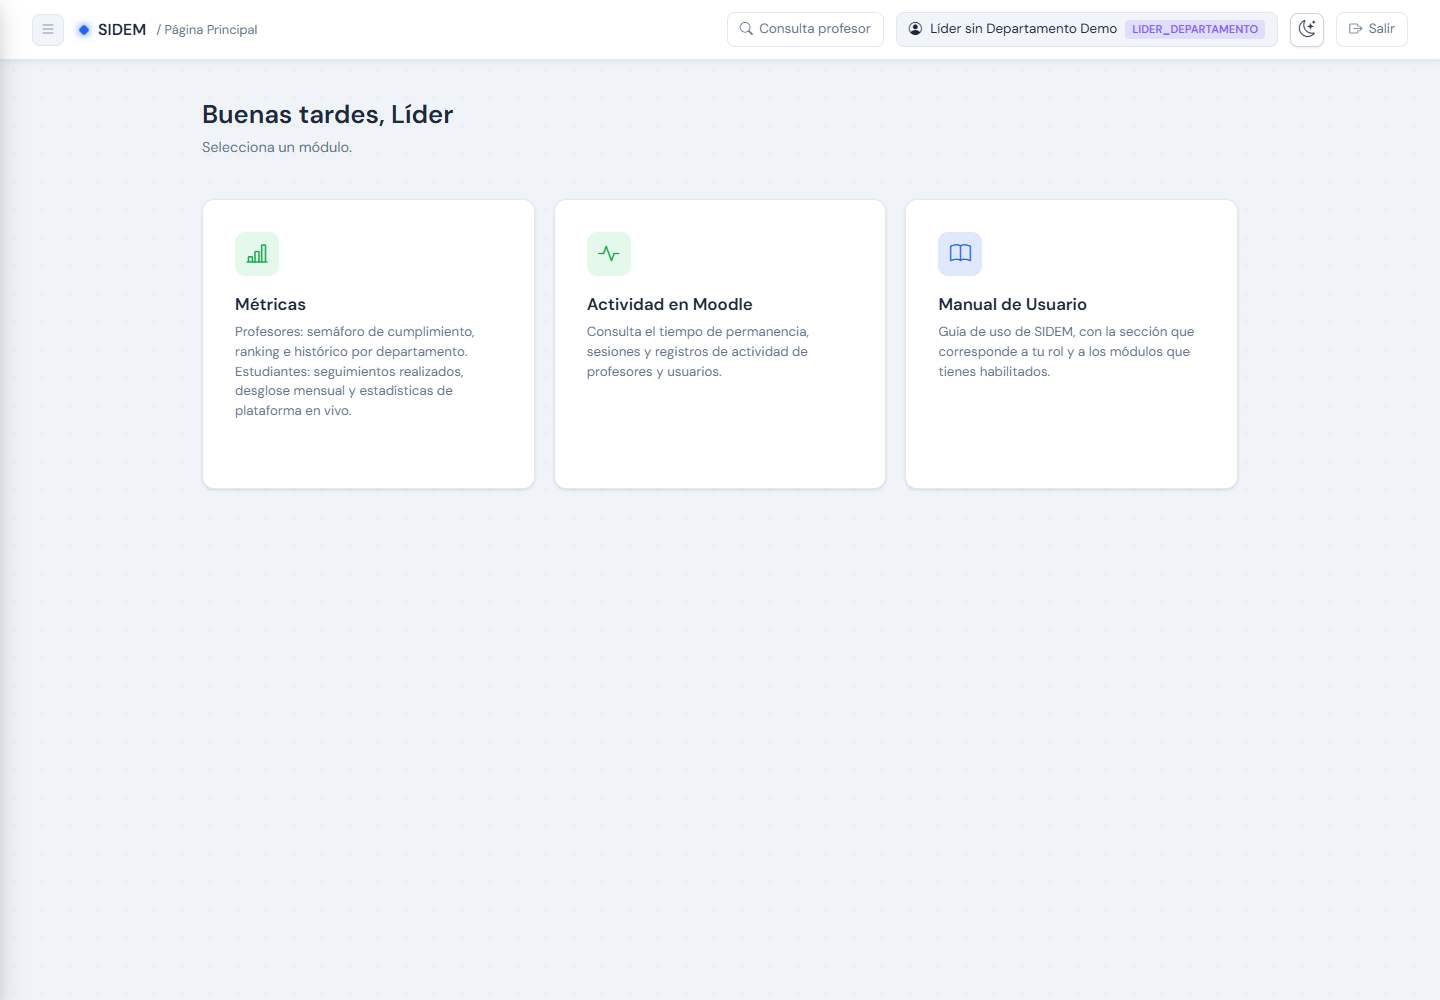 SIDEM / Página Principal
Consulta profesor
Líder sin Departamento Demo LIDER_DEPARTAMENTO
Salir
Buenas tardes, Líder
Selecciona un módulo.
Métricas
Profesores: semáforo de cumplimiento,
ranking e histórico por departamento.
Estudiantes: seguimientos realizados,
desglose mensual y estadísticas de
plataforma en vivo.
Actividad en Moodle
Consulta el tiempo de permanencia,
sesiones y registros de actividad de
profesores y usuarios.
Manual de Usuario
Guía de uso de SIDEM, con la sección que
corresponde a tu rol y a los módulos que
tienes habilitados.